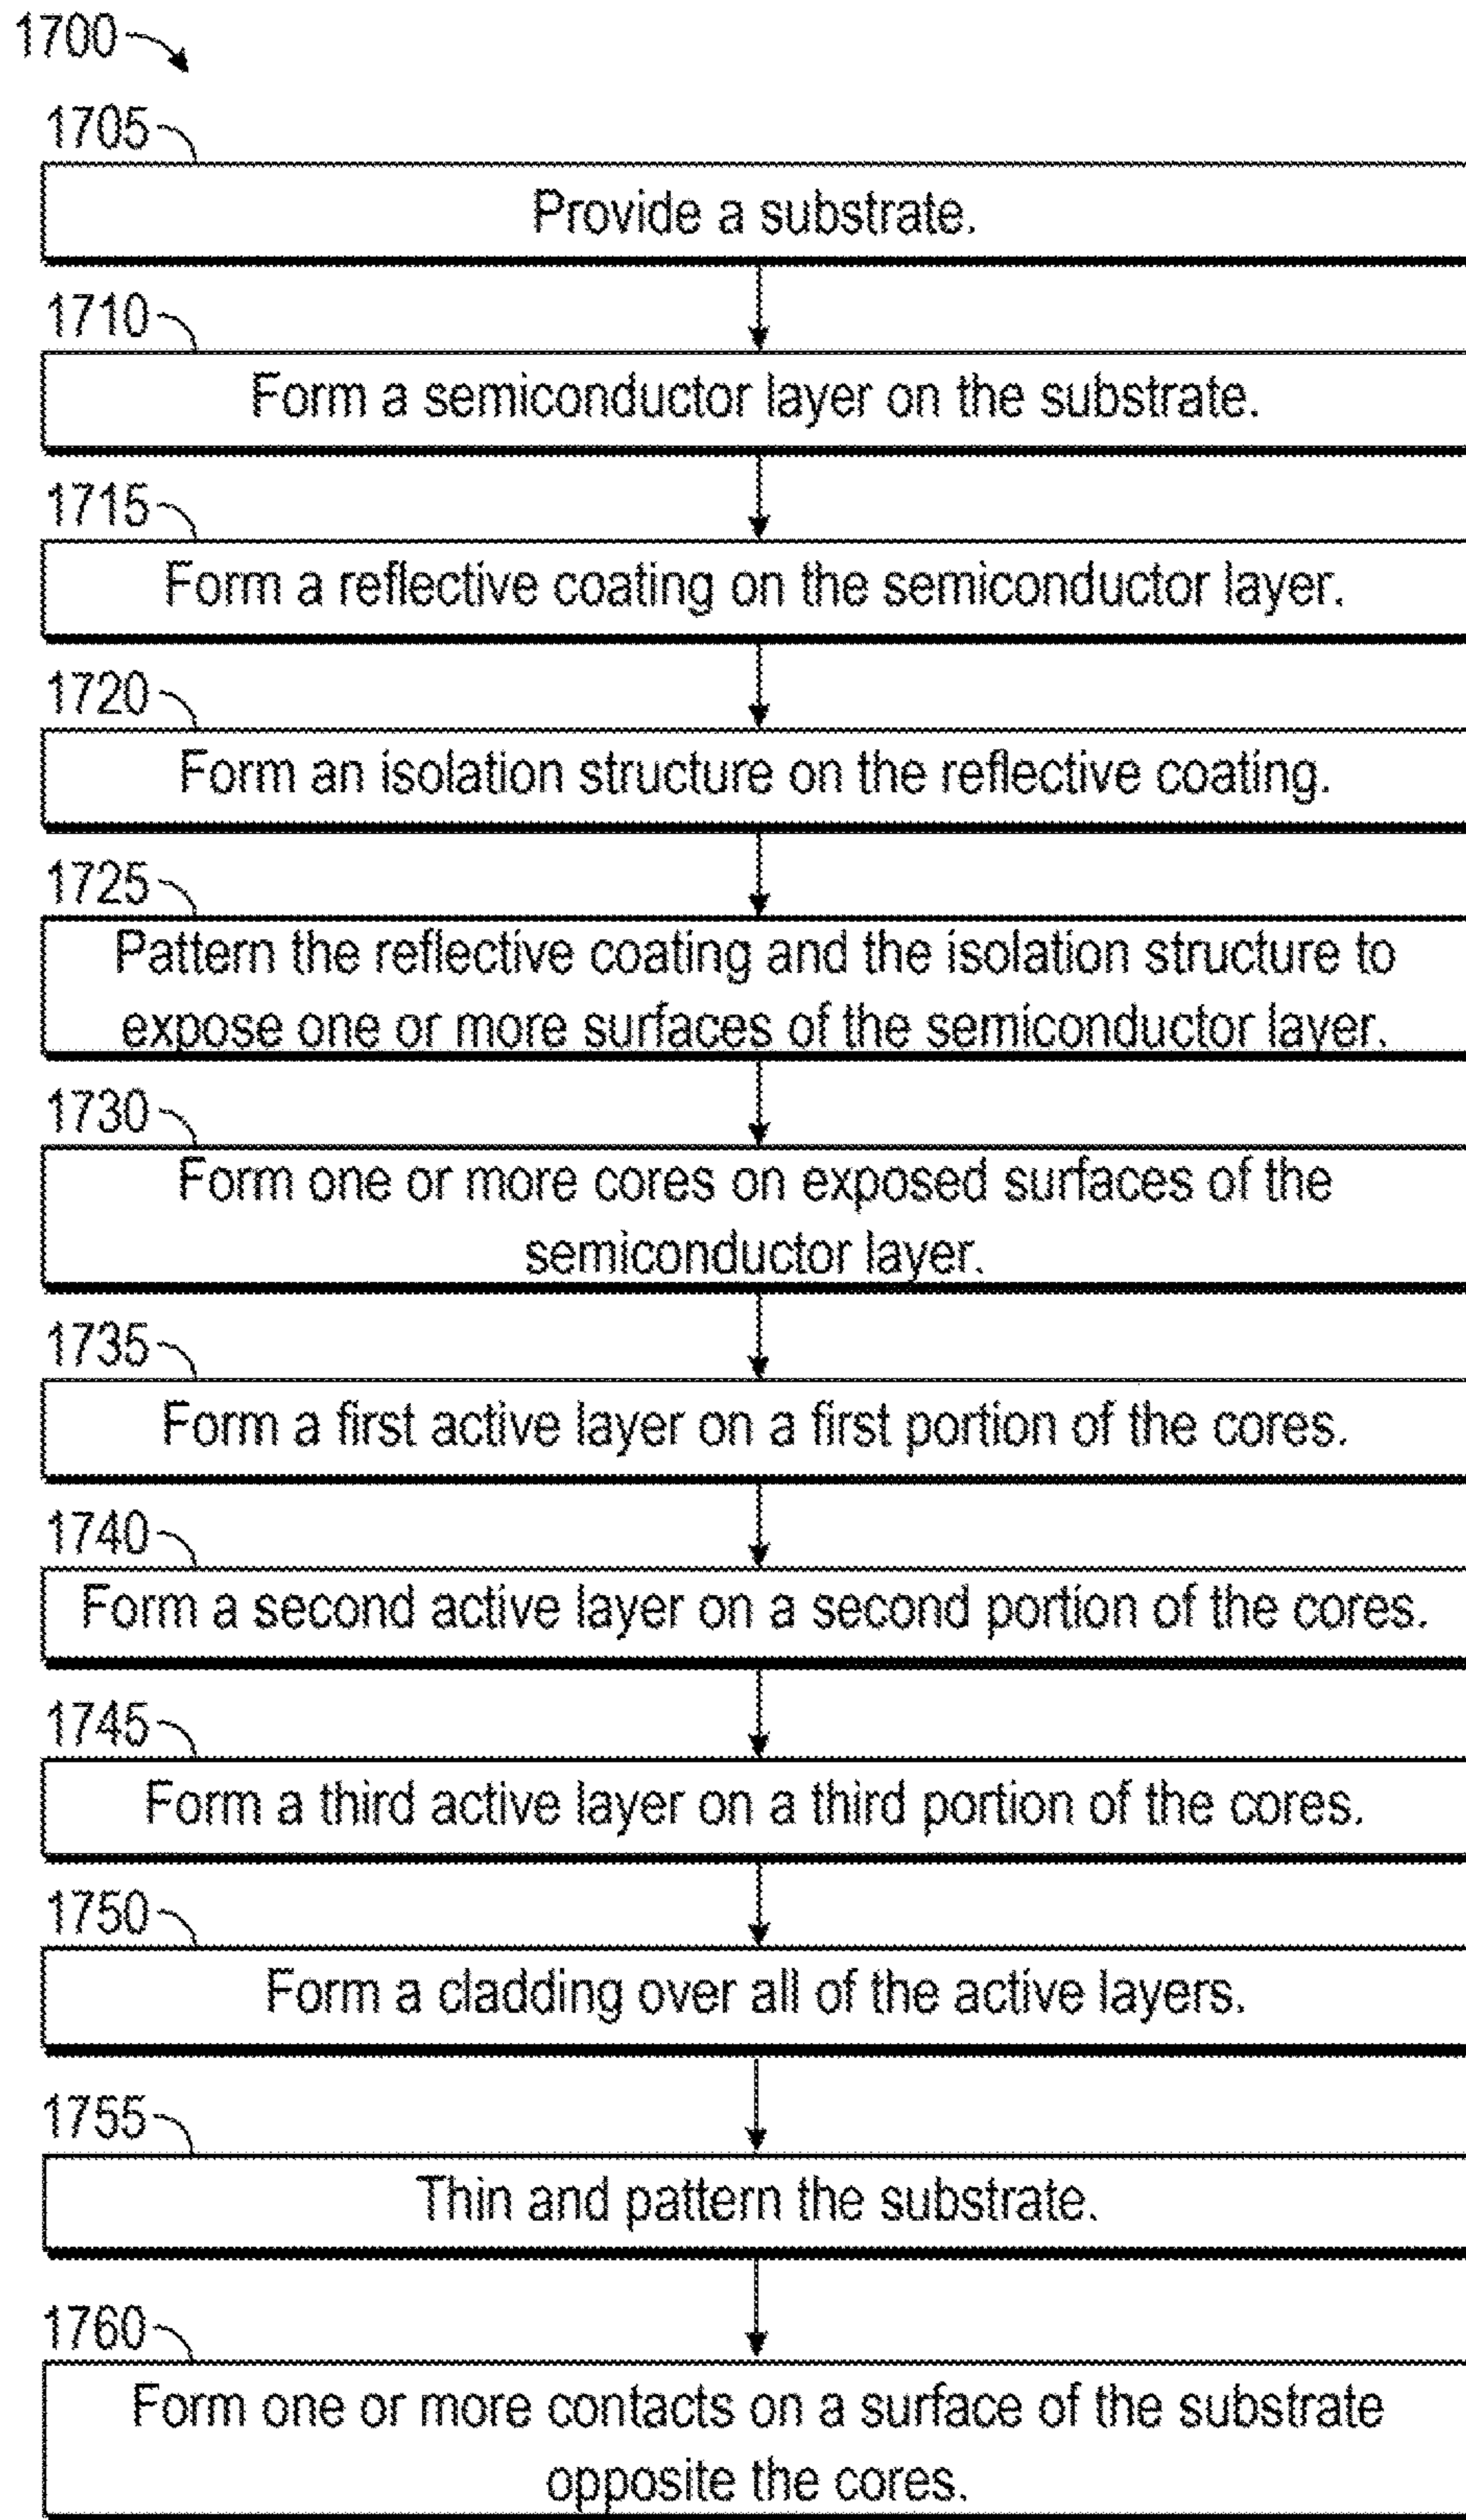 1700
1705
Provide a substrate.
1710
Form a semiconductor layer on the substrate.
1715
Form a reflective coating on the semiconductor layer.
1720
Form an isolation structure on the reflective coating.
1725
Pattern the reflective coating and the isolation structure to
expose one or more surfaces of the semiconductor layer.
1730
Form one or more cores on exposed surfaces of the
semiconductor layer.
1735
Form a first active layer on a first portion of the cores.
1740
Form a second active layer on a second portion of the cores.
1745
Form a third active layer on a third portion of the cores.
1750
Form a cladding over all of the active layers.
1755
Thin and pattern the substrate.
1760
Form one or more contacts on a surface of the substrate
opposite the cores.